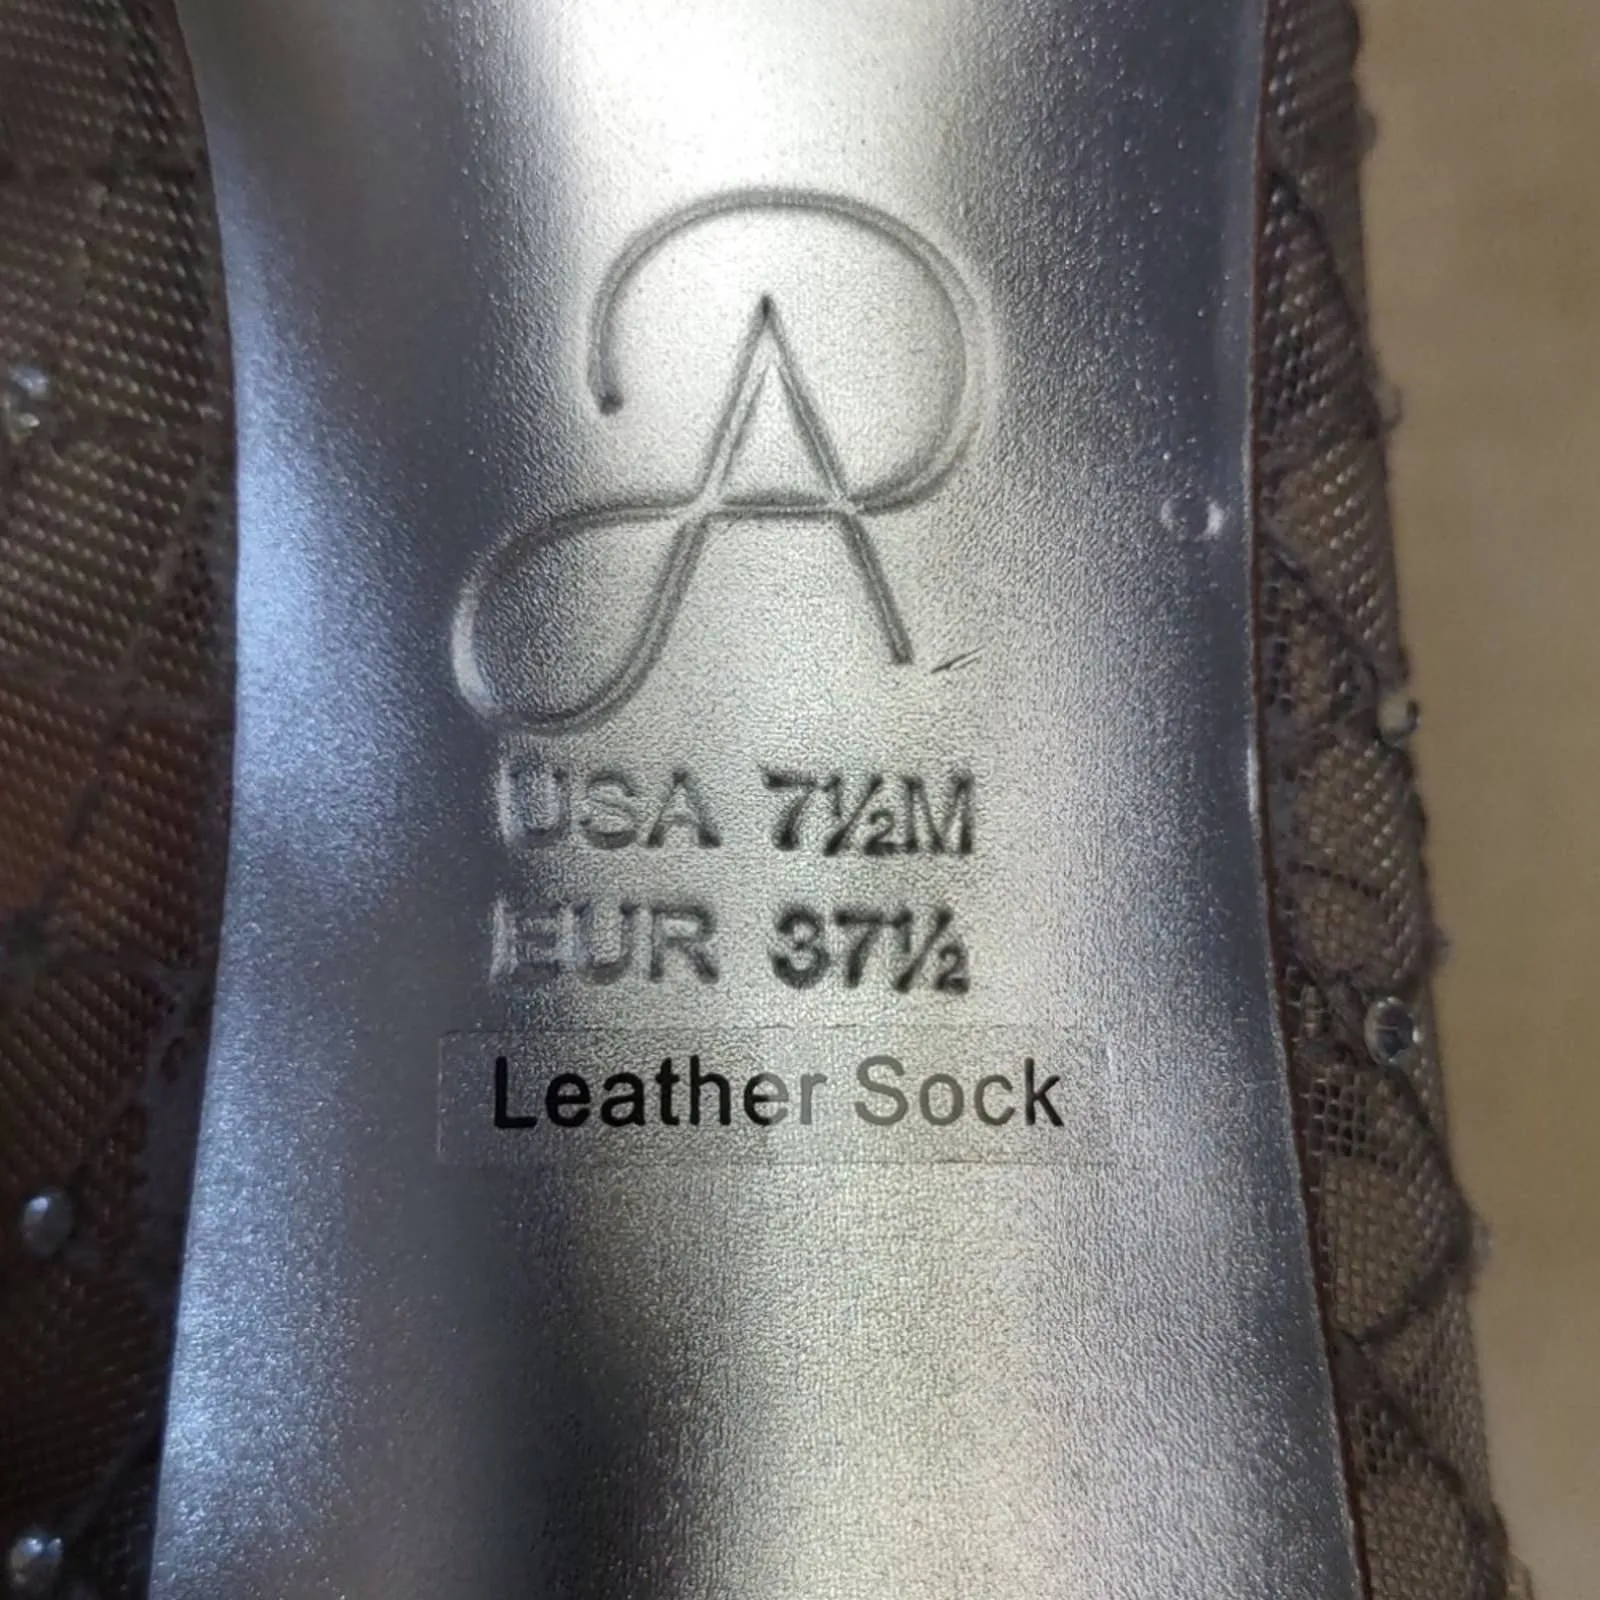 A
USA 7½M
EUR 37½
Leather Sock